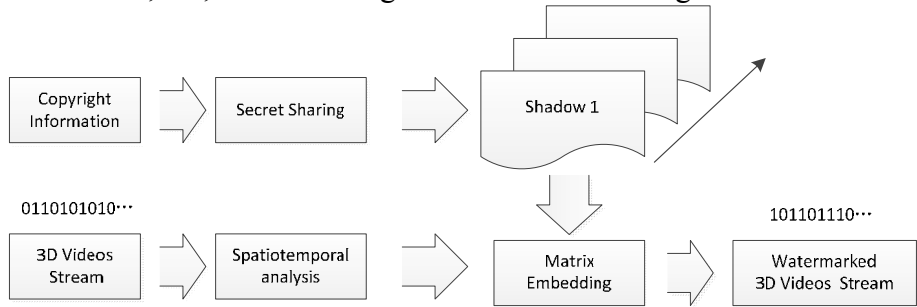 Copyright
Information
Secret Sharing
Shadow 1
0110101010···
101101110···
3D Videos
Stream
Spatiotemporal
analysis
Matrix
Embedding
Watermarked
3D Videos Stream